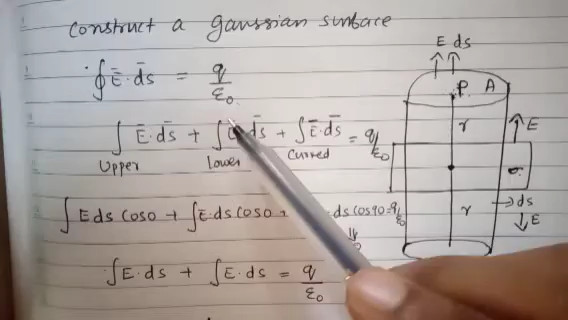 construct a gaussian surface
∮ E̅ . d̅s̅ = q/ε₀
∫ E̅ . d̅s̅ + ∫ E̅ . d̅s̅ + ∫ E̅ . d̅s̅ = q/ε₀
Upper Lower Curved
∫ E ds cos0 + ∫ E . ds cos0 + ds cos90 = q/ε₀
∫ E . ds + ∫ E . ds = q/ε₀
E ds
P. A
r
E
σ
ds
r
E